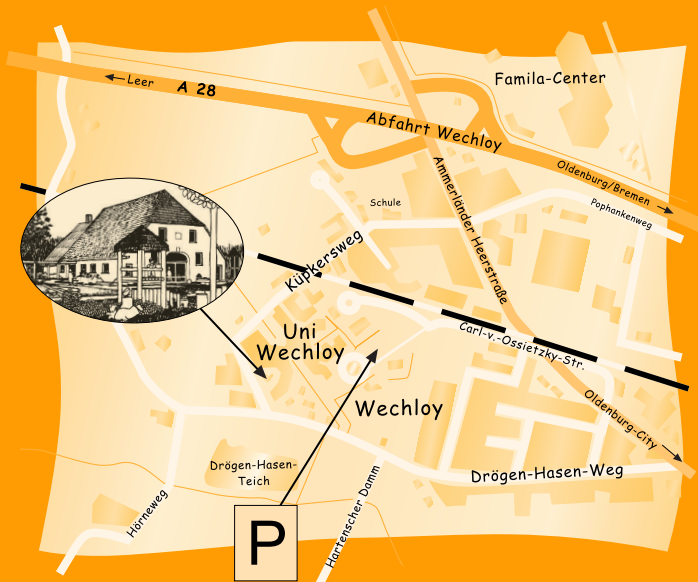 Famila-Center
Leer
A 28
Abfahrt Wechloy
Oldenburg/Bremen
Ammerländer Heerstraße
Schule
Pophankenweg
Küpkersweg
Uni
Wechloy
Carl-v.-Ossietzky-Str.
Wechloy
Oldenburg-City
Drögen-Hasen-
Teich
Drögen-Hasen-Weg
Hörneweg
Hartenscher Damm
P